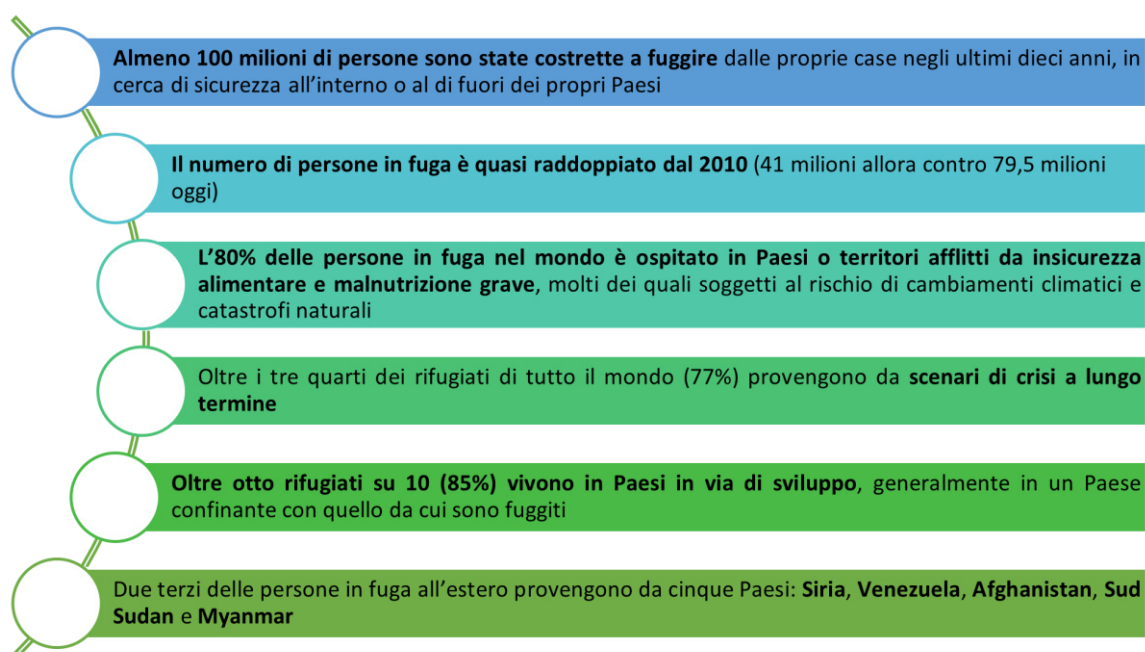 Almeno 100 milioni di persone sono state costrette a fuggire dalle proprie case negli ultimi dieci anni, in
cerca di sicurezza all’interno o al di fuori dei propri Paesi
Il numero di persone in fuga è quasi raddoppiato dal 2010 (41 milioni allora contro 79,5 milioni
oggi)
L’80% delle persone in fuga nel mondo è ospitato in Paesi o territori afflitti da insicurezza
alimentare e malnutrizione grave, molti dei quali soggetti al rischio di cambiamenti climatici e
catastrofi naturali
Oltre i tre quarti dei rifugiati di tutto il mondo (77%) provengono da scenari di crisi a lungo
termine
Oltre otto rifugiati su 10 (85%) vivono in Paesi in via di sviluppo, generalmente in un Paese
confinante con quello da cui sono fuggiti
Due terzi delle persone in fuga all’estero provengono da cinque Paesi: Siria, Venezuela, Afghanistan, Sud
Sudan e Myanmar